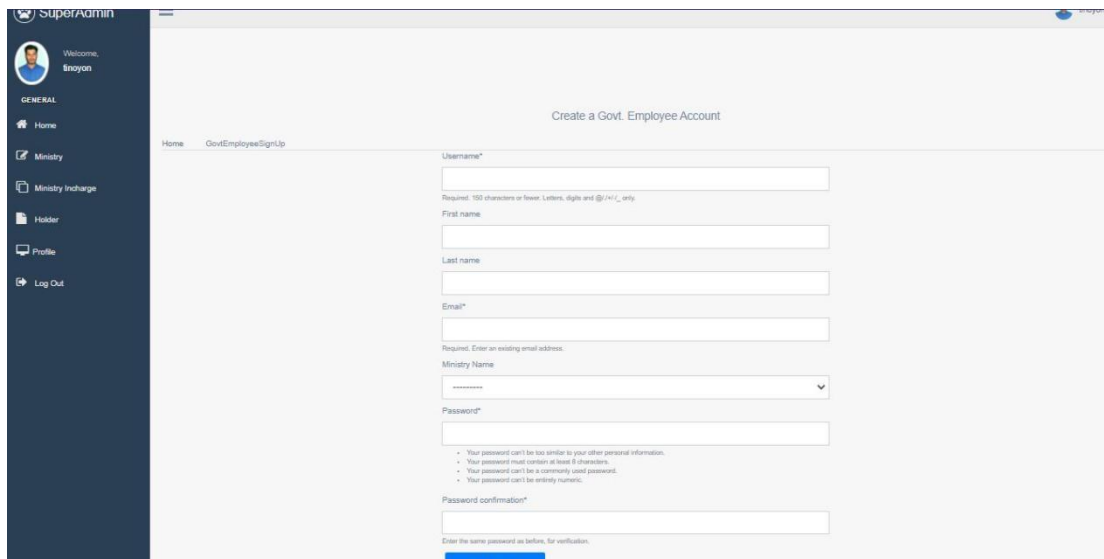 SuperAdmin
Welcome,
tinoyon
GENERAL
Home
Ministry
Ministry Incharge
Holder
Profile
Log Out
tinoyon
Create a Govt. Employee Account
Home GovtEmployeeSignUp
Username*
Required. 150 characters or fewer. Letters, digits and only.
First name
Last name
Email*
Required. Enter an existing email address.
Ministry Name
---------
Password*
• Your password can't be too similar to your other personal information.
• Your password must contain at least 8 characters.
• Your password can't be a commonly used password.
• Your password can't be entirely numeric.
Password confirmation*
Enter the same password as before, for verification.